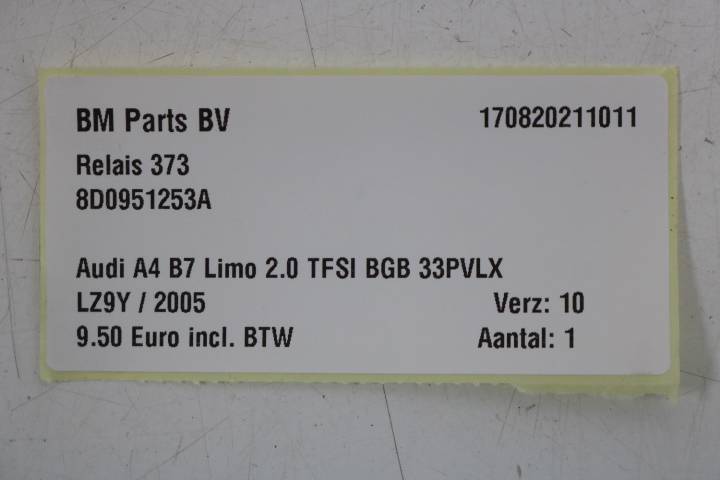 BM Parts BV 170820211011
Relais 373
8D0951253A
Audi A4 B7 Limo 2.0 TFSI BGB 33PVLX
LZ9Y / 2005 Verz: 10
9.50 Euro incl. BTW Aantal: 1